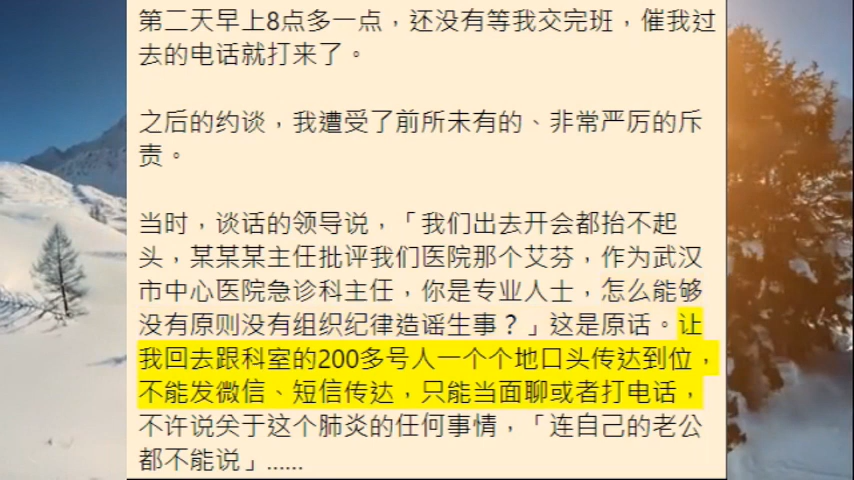 第二天早上8点多一点，还没有等我交完班，催我过
去的电话就打来了。
之后的约谈，我遭受了前所未有的、非常严厉的斥
责。
当时，谈话的领导说，「我们出去开会都抬不起
头，某某某主任批评我们医院那个艾芬，作为武汉
市中心医院急诊科主任，你是专业人士，怎么能够
没有原则没有组织纪律造谣生事？」这是原话。让
我回去跟科室的200多号人一个个地口头传达到位，
不能发微信、短信传达，只能当面聊或者打电话，
不许说关于这个肺炎的任何事情，「连自己的老公
都不能说」……